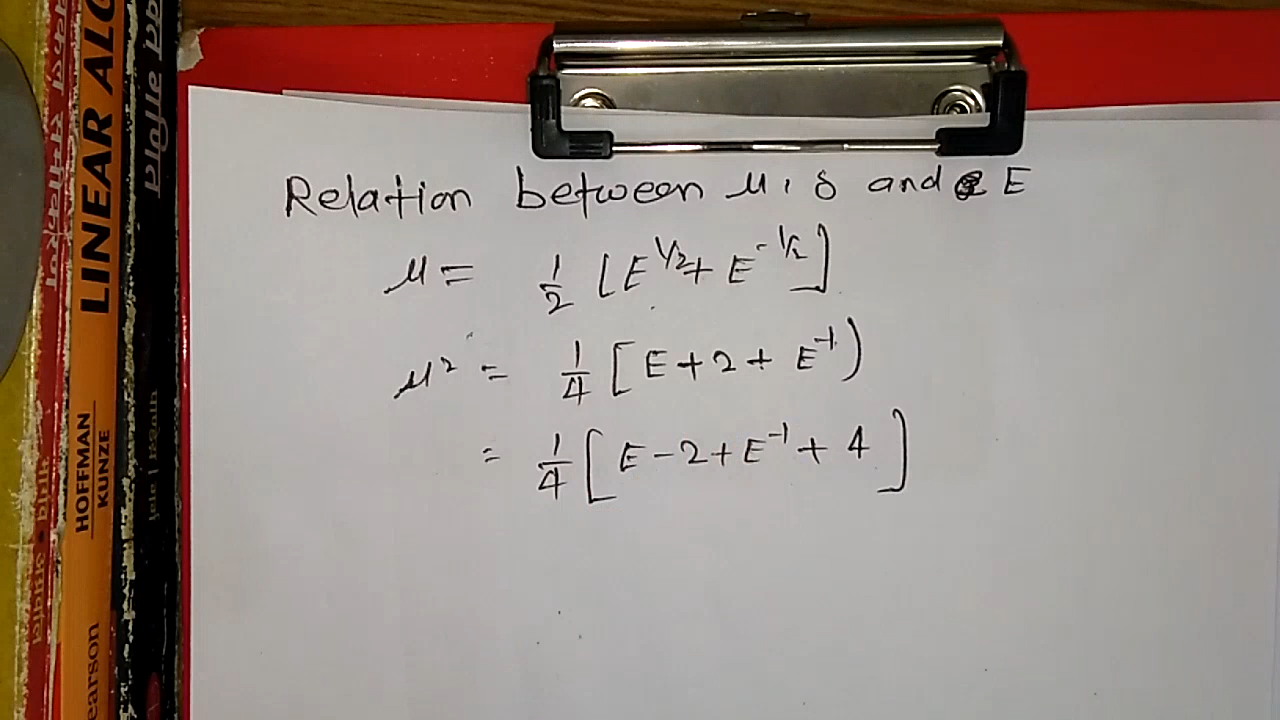 Relation between μ, δ and E
μ = 1/2 [E^1/2 + E^-1/2]
μ² = 1/4 [E + 2 + E^-1)
= 1/4 [E - 2 + E^-1 + 4]
LINEAR ALG
HOFFMAN
KUNZE
earson